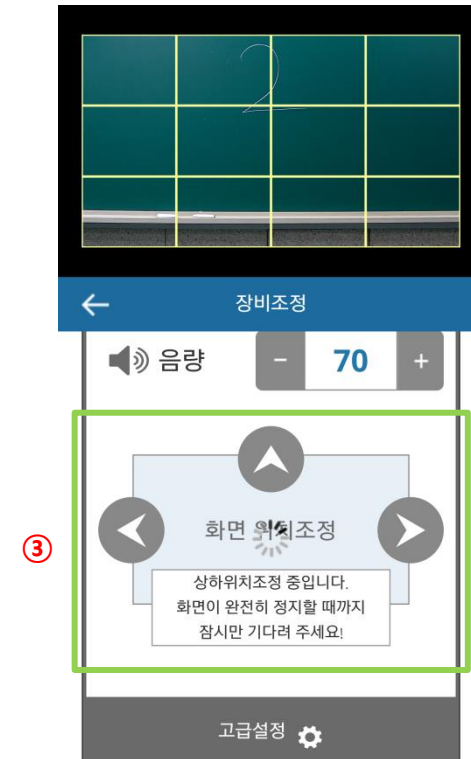 2
장비조정
음량
- 70 +
③
화면 위치조정
상하위치조정 중입니다.
화면이 완전히 정지할 때까지
잠시만 기다려 주세요!
고급설정